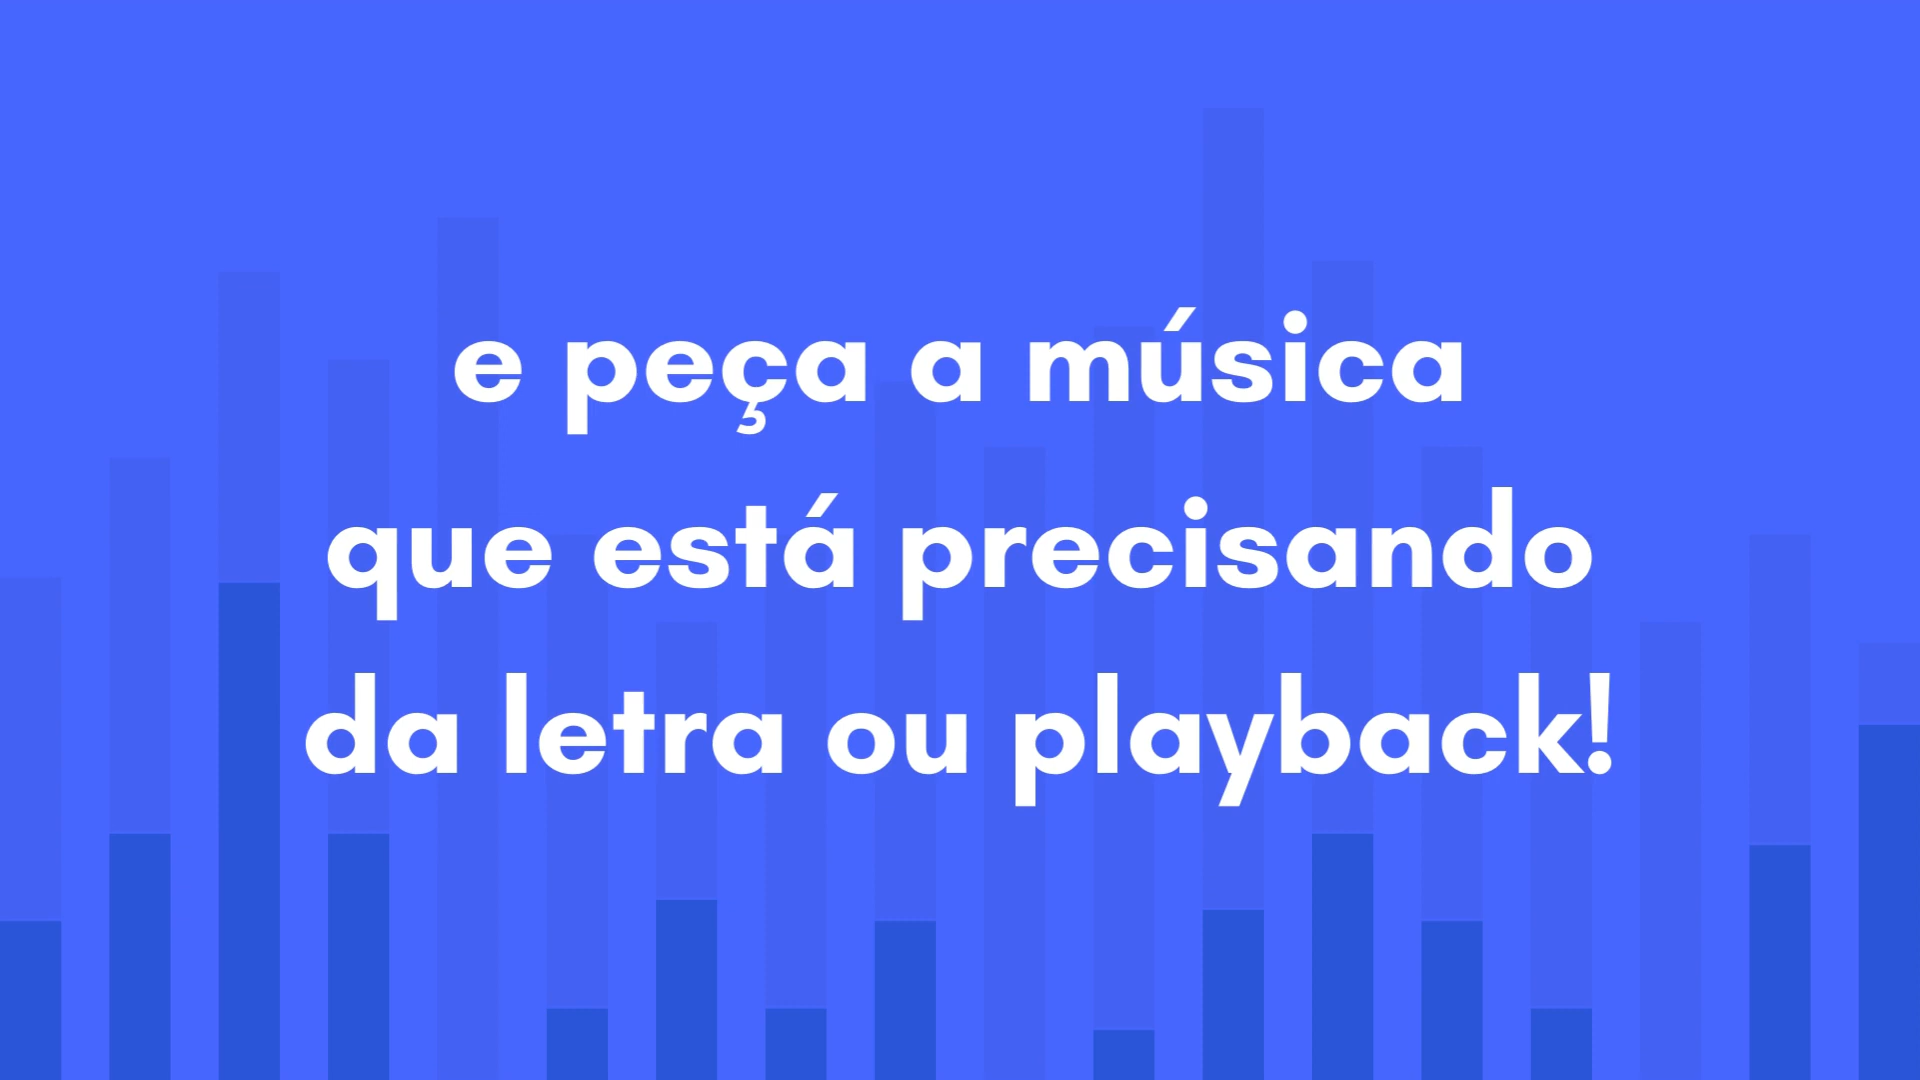 e peça a música
que está precisando
da letra ou playback!